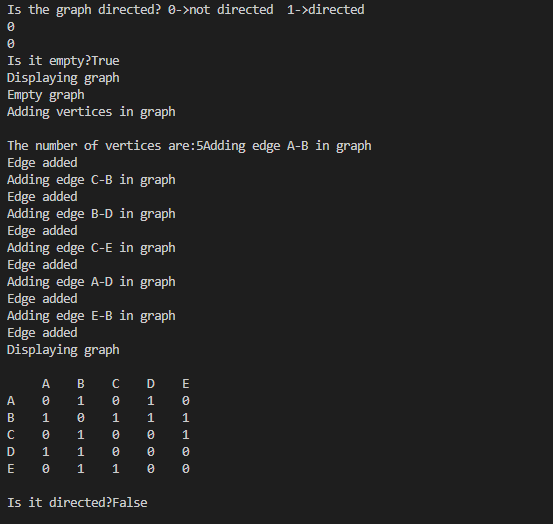 Is the graph directed? 0->not directed  1->directed
0
0
Is it empty?True
Displaying graph
Empty graph
Adding vertices in graph
The number of vertices are:5Adding edge A-B in graph
Edge added
Adding edge C-B in graph
Edge added
Adding edge B-D in graph
Edge added
Adding edge C-E in graph
Edge added
Adding edge A-D in graph
Edge added
Adding edge E-B in graph
Edge added
Displaying graph
A B C D E
A 0 1 0 1 0
B 1 0 1 1 1
C 0 1 0 0 1
D 1 1 0 0 0
E 0 1 1 0 0
Is it directed?False